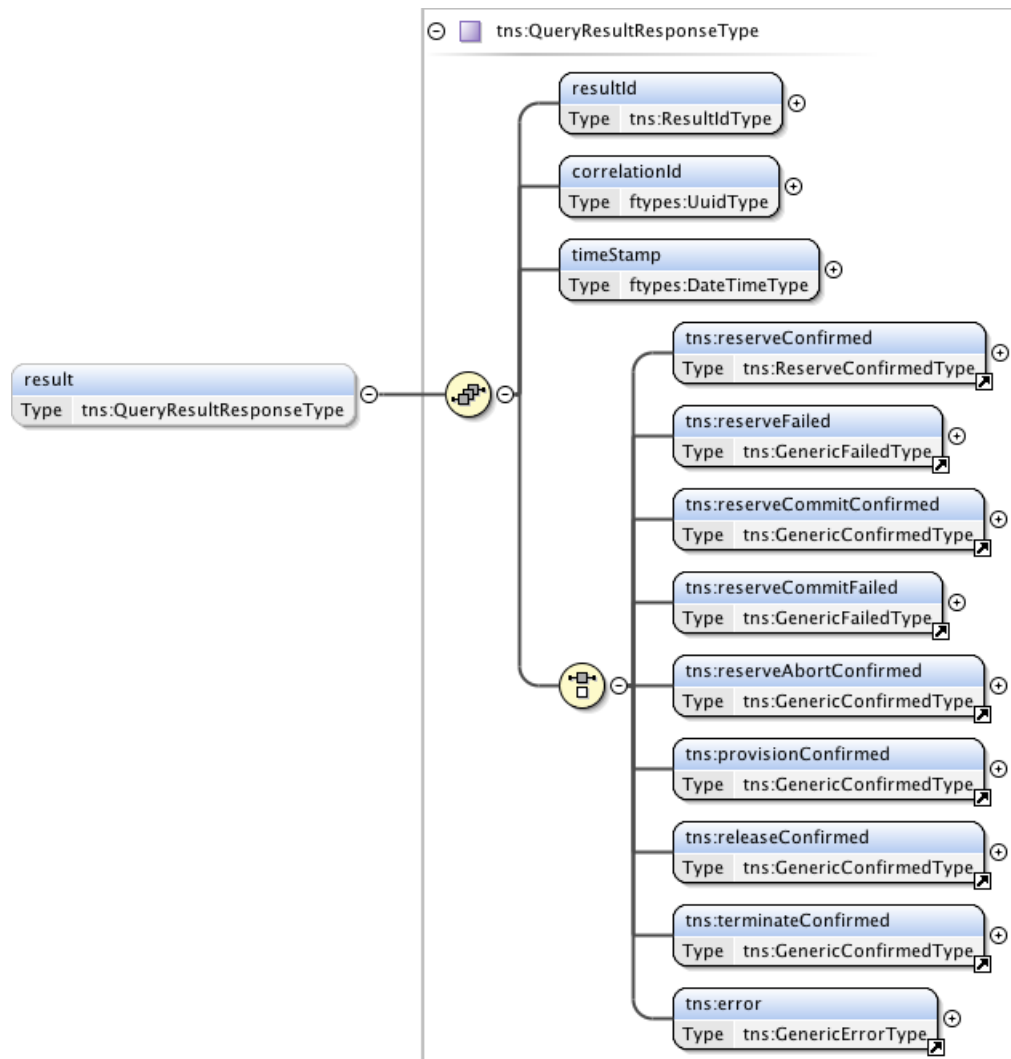 tns:QueryResultResponseType
resultId
Type tns:ResultIdType
correlationId
Type ftypes:UuidType
timeStamp
Type ftypes:DateTimeType
result
Type tns:QueryResultResponseType
tns:reserveConfirmed
Type tns:ReserveConfirmedType
tns:reserveFailed
Type tns:GenericFailedType
tns:reserveCommitConfirmed
Type tns:GenericConfirmedType
tns:reserveCommitFailed
Type tns:GenericFailedType
tns:reserveAbortConfirmed
Type tns:GenericConfirmedType
tns:provisionConfirmed
Type tns:GenericConfirmedType
tns:releaseConfirmed
Type tns:GenericConfirmedType
tns:terminateConfirmed
Type tns:GenericConfirmedType
tns:error
Type tns:GenericErrorType